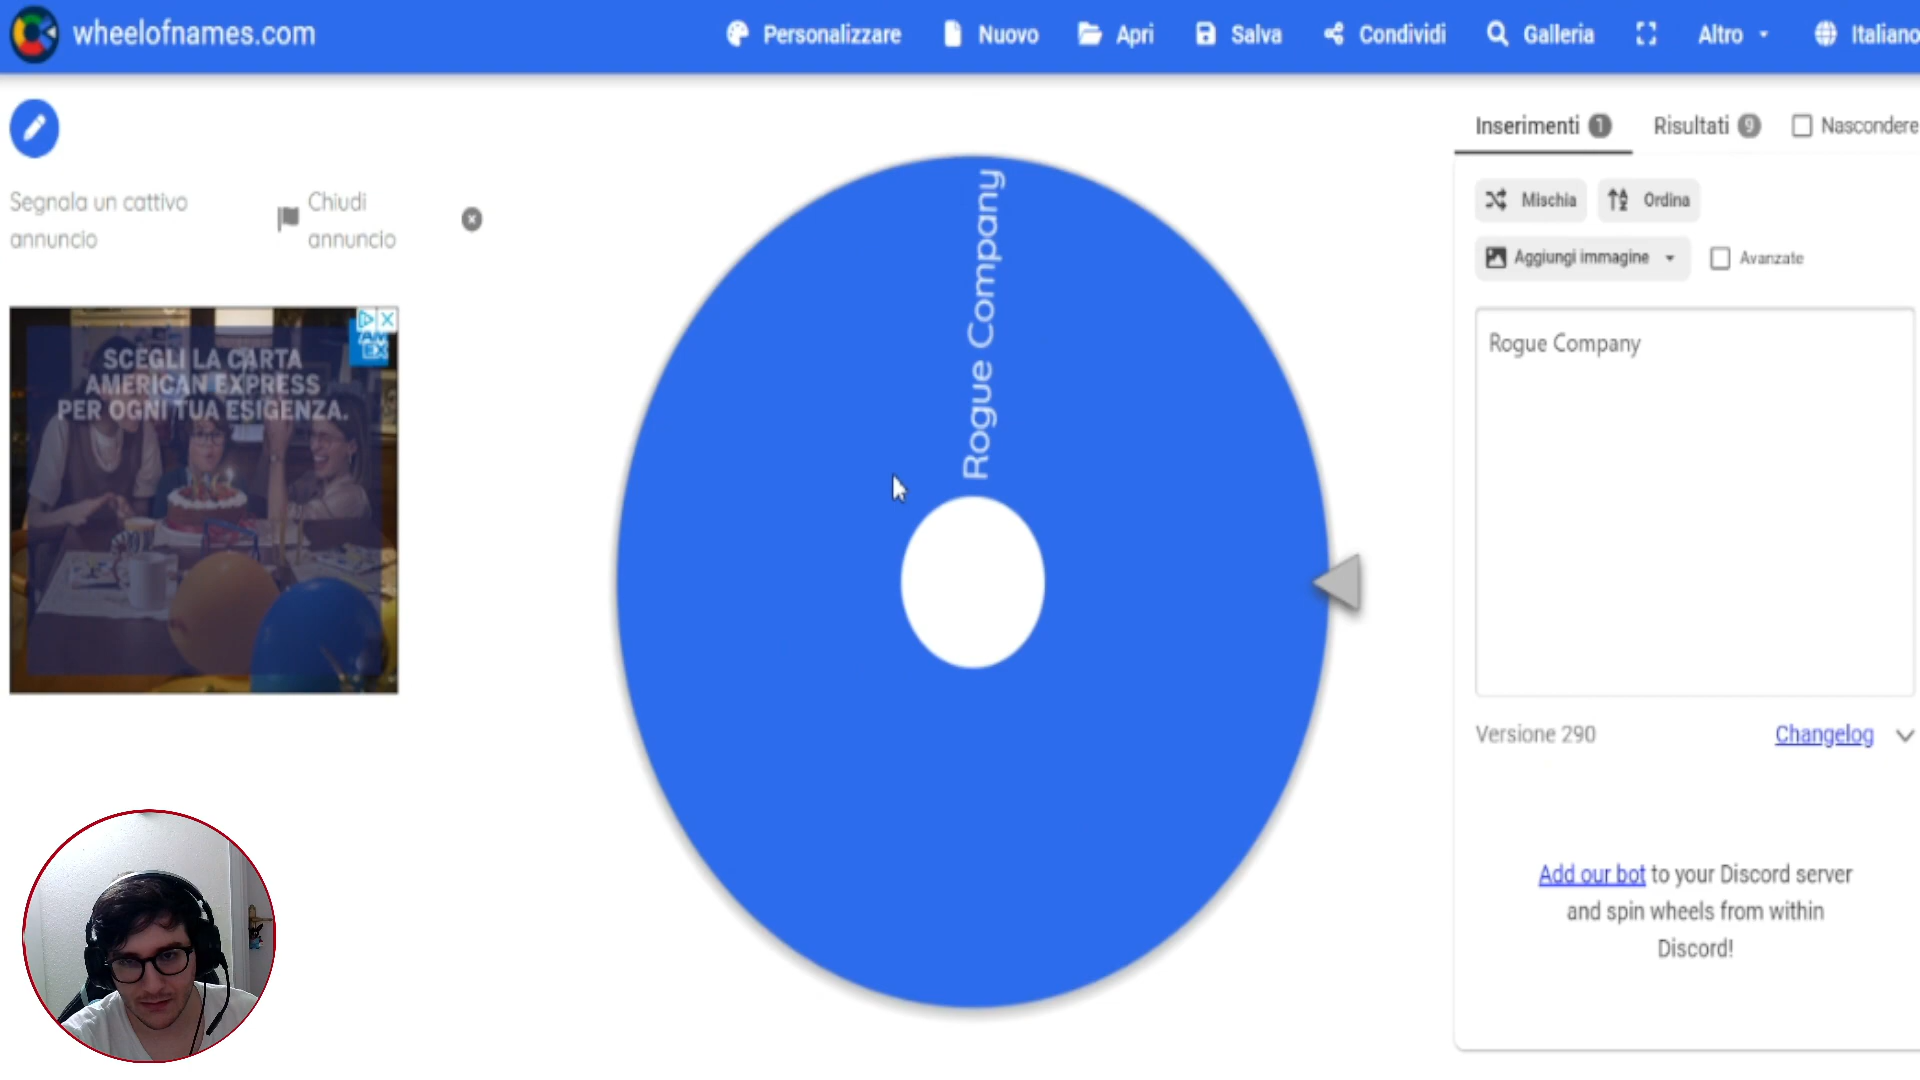 wheelofnames.com
Personalizzare
Nuovo
Apri
Salva
Condividi
Galleria
Altro
Italiano
Segnala un cattivo
annuncio
Chiudi
annuncio
SCEGLI LA CARTA
AMERICAN EXPRESS
PER OGNI TUA ESIGENZA.
AM
EX
Rogue Company
Inserimenti 1
Risultati 9
Nascondere
Mischia
Ordina
Aggiungi immagine
Avanzate
Rogue Company
Versione 290
Changelog
Add our bot to your Discord server
and spin wheels from within
Discord!